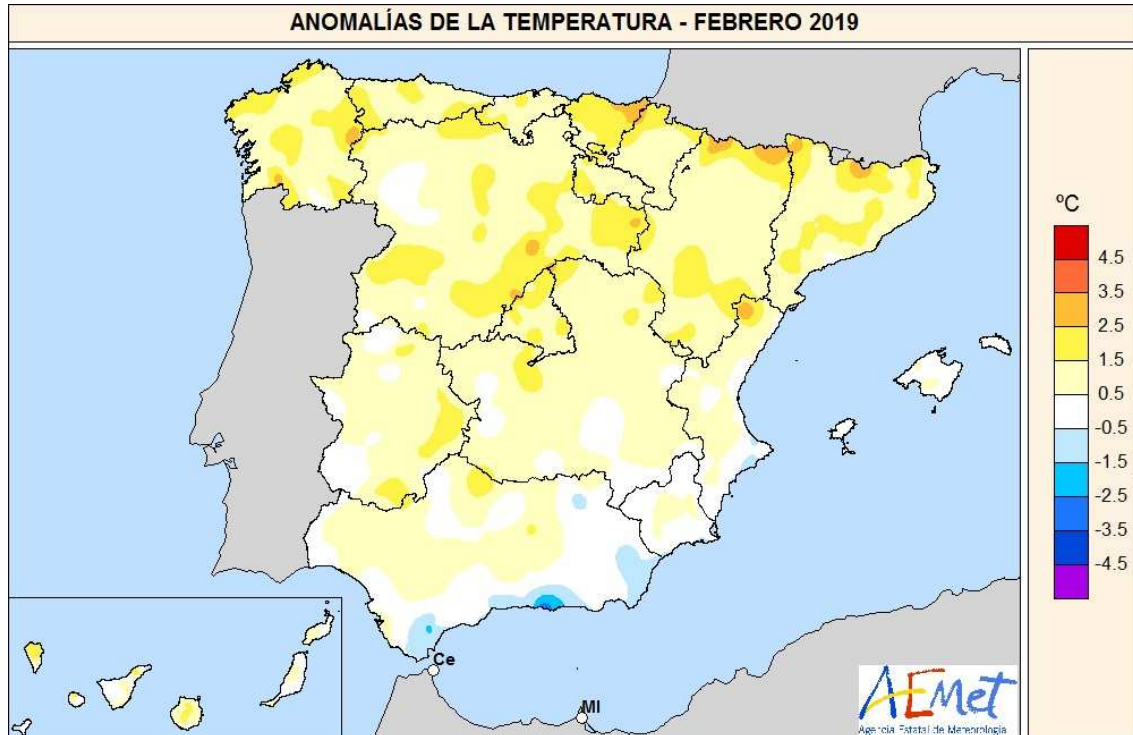 ANOMALÍAS DE LA TEMPERATURA - FEBRERO 2019
ºC
4.5
3.5
2.5
1.5
0.5
-0.5
-1.5
-2.5
-3.5
-4.5
Ce
Ml
AEMet
Agencia Estatal de Meteorología